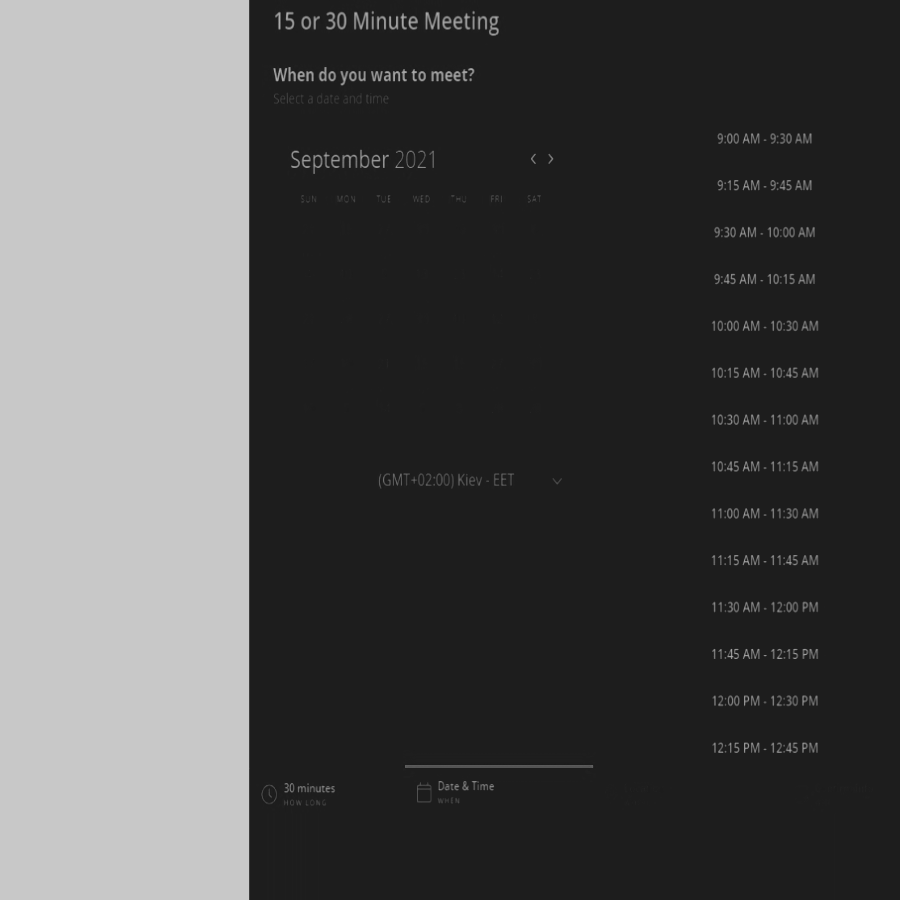 15 or 30 Minute Meeting
When do you want to meet?
Select a date and time
September 2021
SUN MON TUE WED THU FRI SAT
(GMT+02:00) Kiev - EET
9:00 AM - 9:30 AM
9:15 AM - 9:45 AM
9:30 AM - 10:00 AM
9:45 AM - 10:15 AM
10:00 AM - 10:30 AM
10:15 AM - 10:45 AM
10:30 AM - 11:00 AM
10:45 AM - 11:15 AM
11:00 AM - 11:30 AM
11:15 AM - 11:45 AM
11:30 AM - 12:00 PM
11:45 AM - 12:15 PM
12:00 PM - 12:30 PM
12:15 PM - 12:45 PM
30 minutes
HOW LONG
Date & Time
WHEN